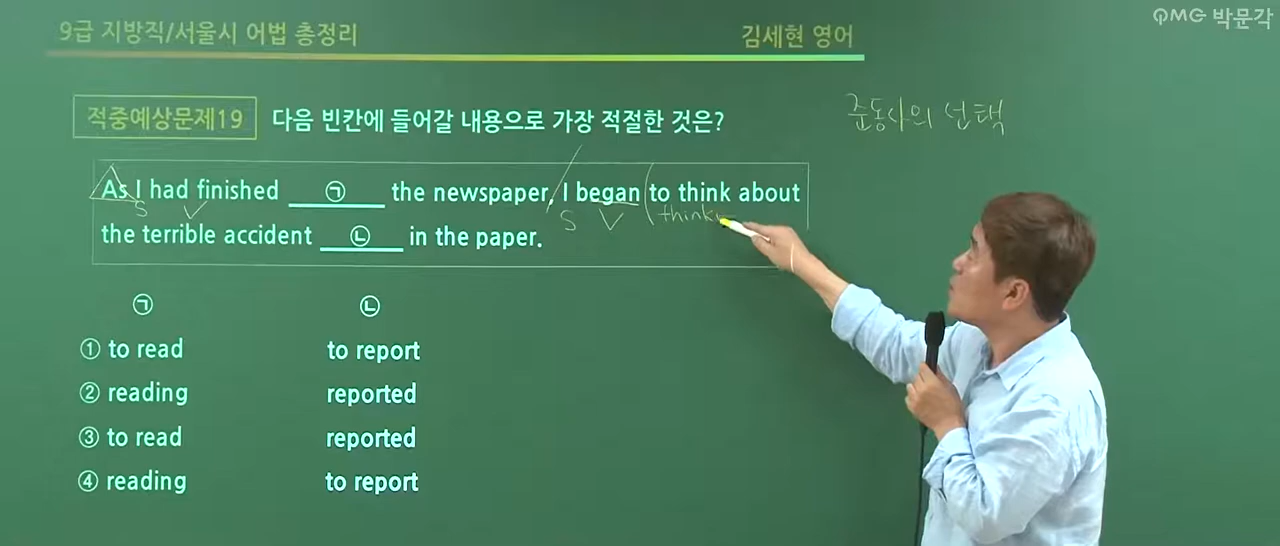 9급 지방직/서울시 어법 총정리 김세현 영어
QMG 박문각
적중예상문제19 다음 빈칸에 들어갈 내용으로 가장 적절한 것은?
준동사의 선택
As I had finished ㉠ the newspaper, I began to think about
S V S V think
the terrible accident ㉡ in the paper.
㉠ ㉡
① to read to report
② reading reported
③ to read reported
④ reading to report